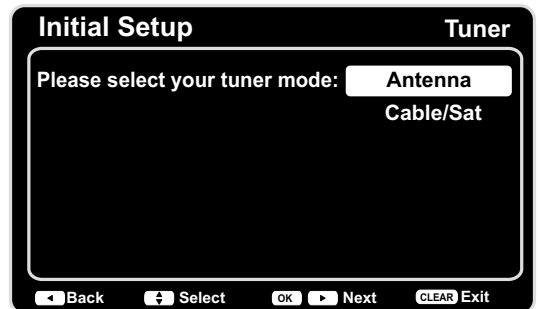 Initial Setup Tuner
Please select your tuner mode: Antenna
Cable/Sat
Back Select OK Next CLEAR Exit